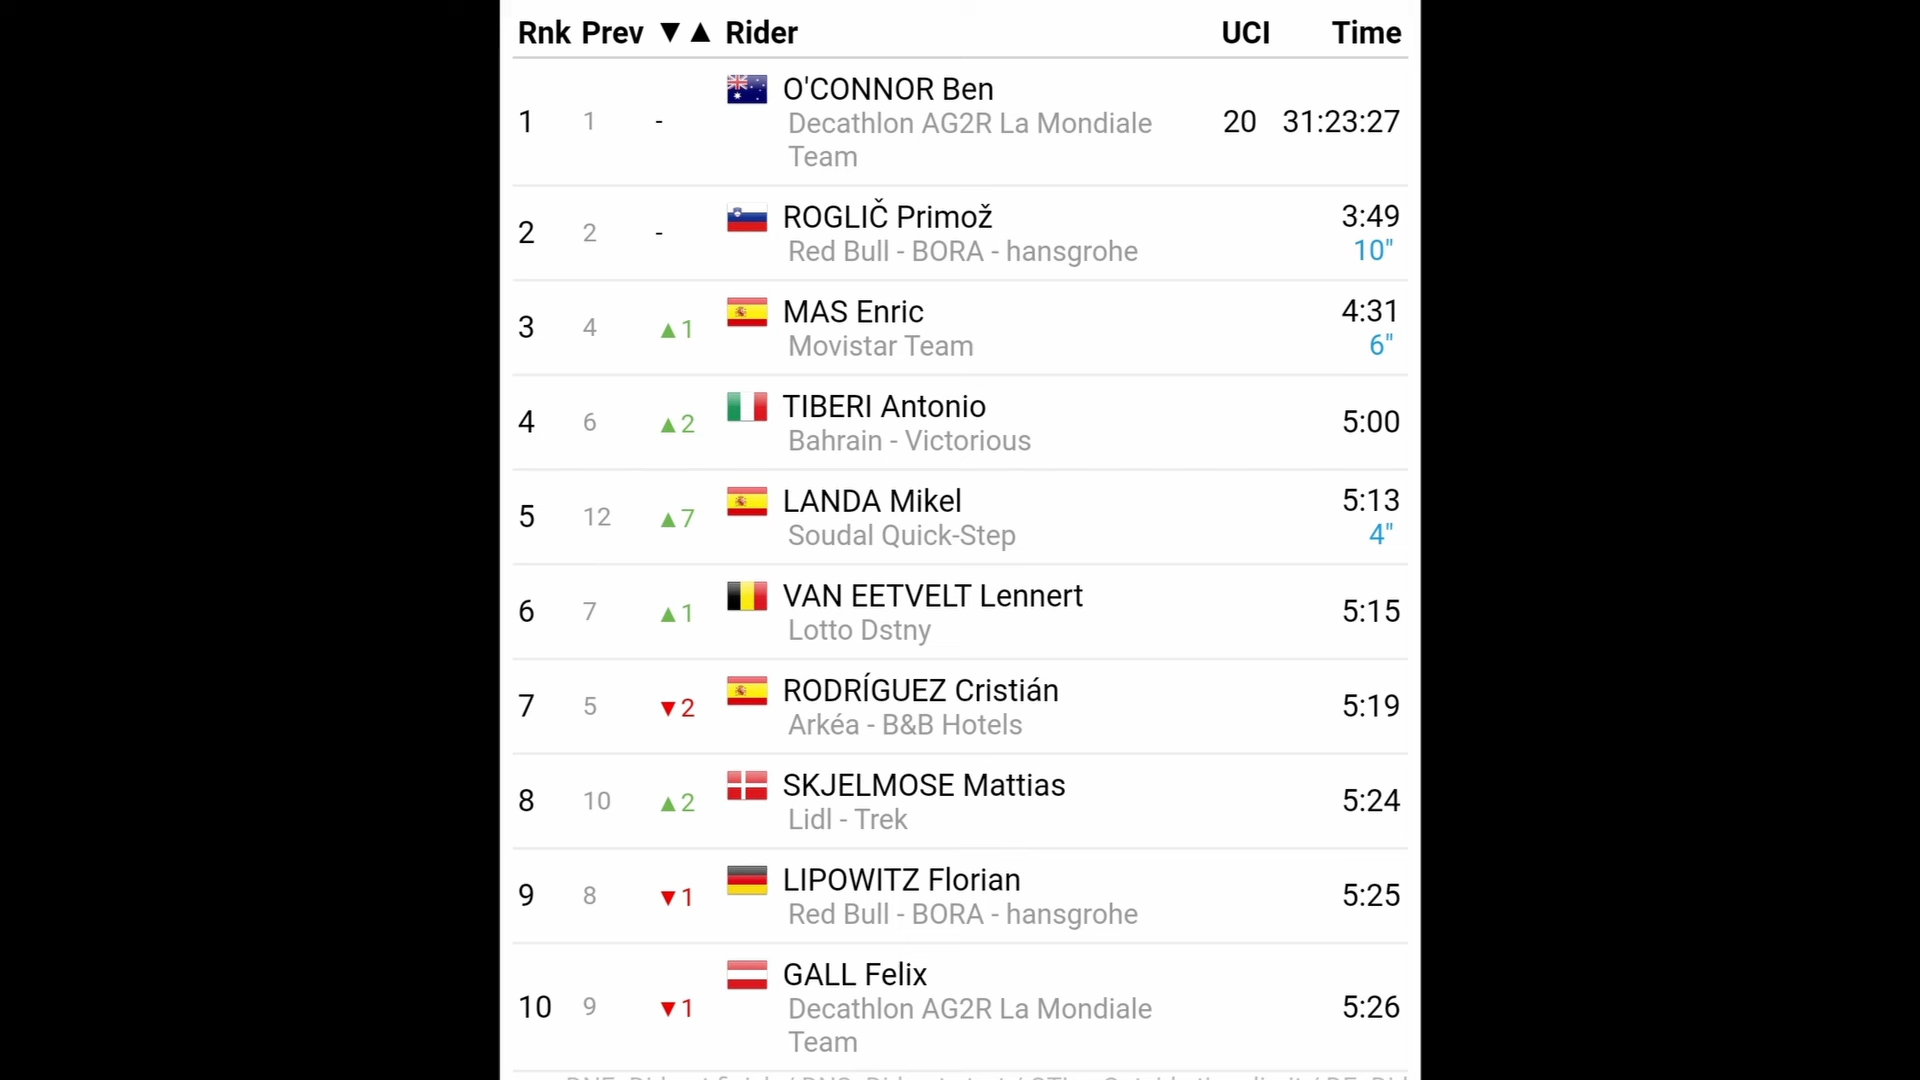 Rnk Prev ▼▲ Rider UCI Time
1 1 - O'CONNOR Ben 20 31:23:27
Decathlon AG2R La Mondiale
Team
2 2 - ROGLIČ Primož 3:49
Red Bull - BORA - hansgrohe 10"
3 4 ▲1 MAS Enric 4:31
Movistar Team 6"
4 6 ▲2 TIBERI Antonio 5:00
Bahrain - Victorious
5 12 ▲7 LANDA Mikel 5:13
Soudal Quick-Step 4"
6 7 ▲1 VAN EETVELT Lennert 5:15
Lotto Dstny
7 5 ▼2 RODRÍGUEZ Cristián 5:19
Arkéa - B&B Hotels
8 10 ▲2 SKJELMOSE Mattias 5:24
Lidl - Trek
9 8 ▼1 LIPOWITZ Florian 5:25
Red Bull - BORA - hansgrohe
10 9 ▼1 GALL Felix 5:26
Decathlon AG2R La Mondiale
Team